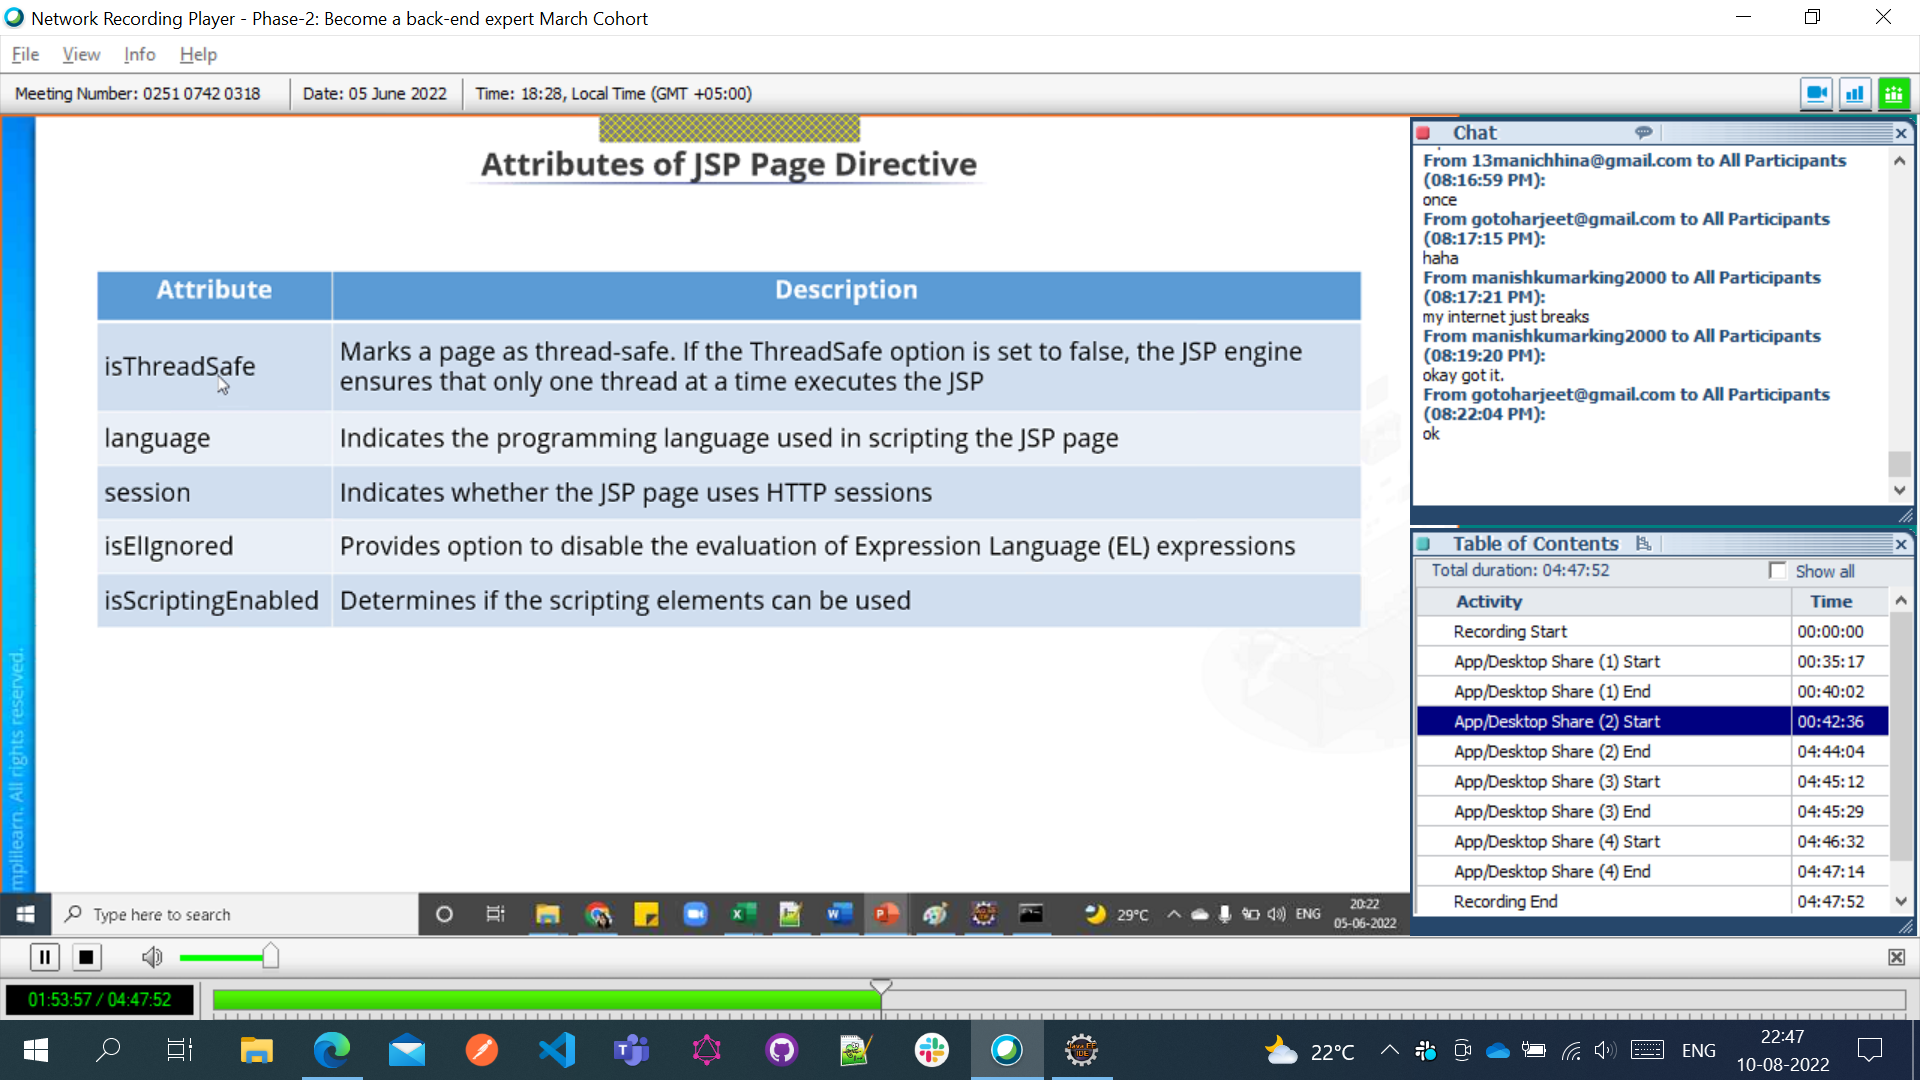 Network Recording Player - Phase-2: Become a back-end expert March Cohort
File View Info Help
Meeting Number: 0251 0742 0318 Date: 05 June 2022 Time: 18:28, Local Time (GMT +05:00)
Attributes of JSP Page Directive
Attribute Description
isThreadSafe Marks a page as thread-safe. If the ThreadSafe option is set to false, the JSP engine
ensures that only one thread at a time executes the JSP
language Indicates the programming language used in scripting the JSP page
session Indicates whether the JSP page uses HTTP sessions
isElIgnored Provides option to disable the evaluation of Expression Language (EL) expressions
isScriptingEnabled Determines if the scripting elements can be used
mplilearn. All rights reserved.
Type here to search
29°C
ENG
20:22
05-06-2022
Chat
From 13manichhina@gmail.com to All Participants
(08:16:59 PM):
once
From gotoharjeet@gmail.com to All Participants
(08:17:15 PM):
haha
From manishkumarking2000 to All Participants
(08:17:21 PM):
my internet just breaks
From manishkumarking2000 to All Participants
(08:19:20 PM):
okay got it.
From gotoharjeet@gmail.com to All Participants
(08:22:04 PM):
ok
Table of Contents
Total duration: 04:47:52 Show all
Activity Time
Recording Start 00:00:00
App/Desktop Share (1) Start 00:35:17
App/Desktop Share (1) End 00:40:02
App/Desktop Share (2) Start 00:42:36
App/Desktop Share (2) End 04:44:04
App/Desktop Share (3) Start 04:45:12
App/Desktop Share (3) End 04:45:29
App/Desktop Share (4) Start 04:46:32
App/Desktop Share (4) End 04:47:14
Recording End 04:47:52
01:53:57 / 04:47:52
22°C
ENG
22:47
10-08-2022